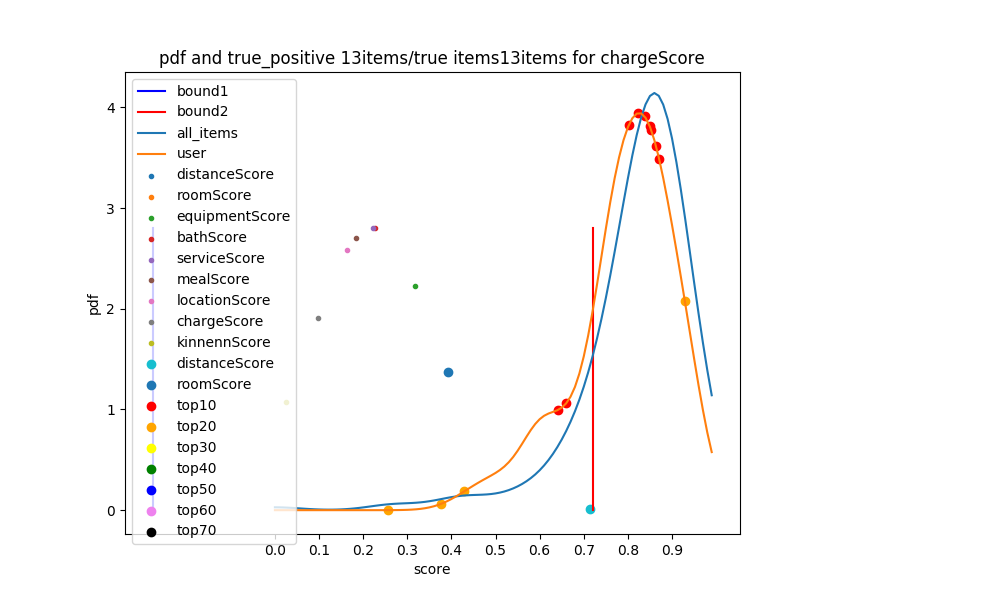 pdf and true_positive 13items/true items13items for chargeScore
bound1
bound2
all_items
user
distanceScore
roomScore
equipmentScore
bathScore
serviceScore
mealScore
locationScore
chargeScore
kinnennScore
distanceScore
roomScore
top10
top20
top30
top40
top50
top60
top70
pdf
4
3
2
1
0
0.0 0.1 0.2 0.3 0.4 0.5 0.6 0.7 0.8 0.9
score